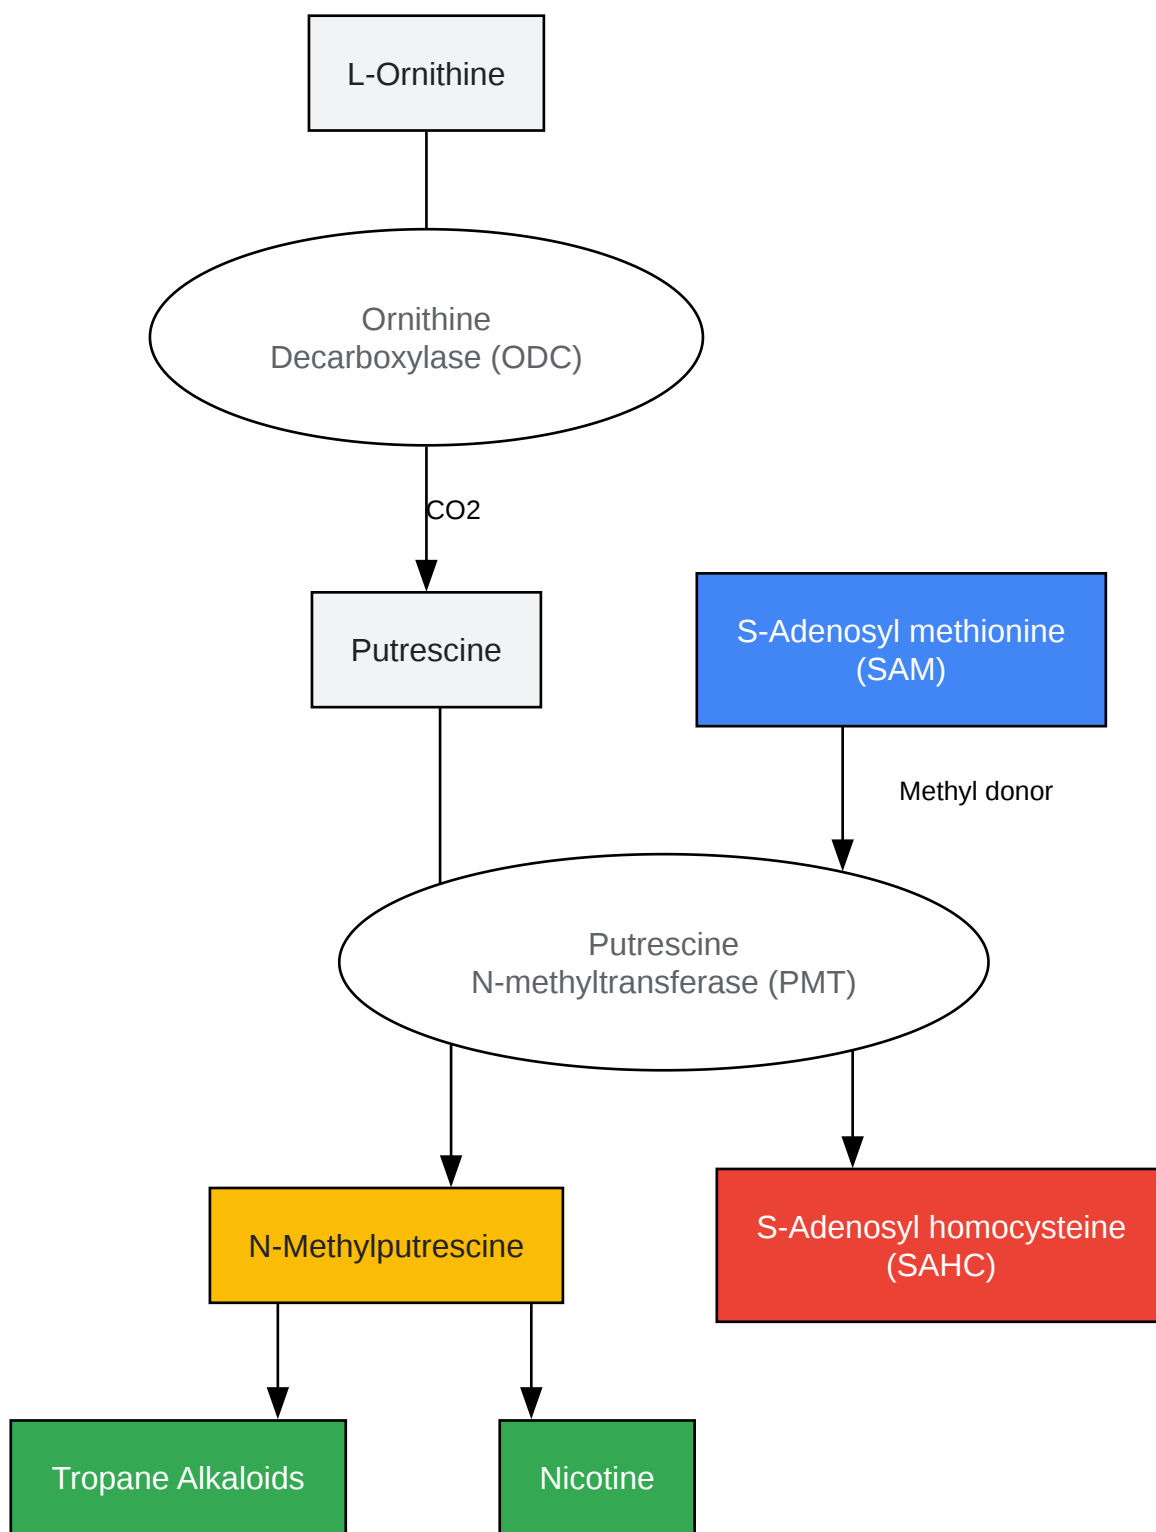 L-Ornithine
Ornithine
Decarboxylase (ODC)
CO2
Putrescine
S-Adenosyl methionine
(SAM)
Methyl donor
Putrescine
N-methyltransferase (PMT)
N-Methylputrescine
S-Adenosyl homocysteine
(SAHC)
Tropane Alkaloids
Nicotine